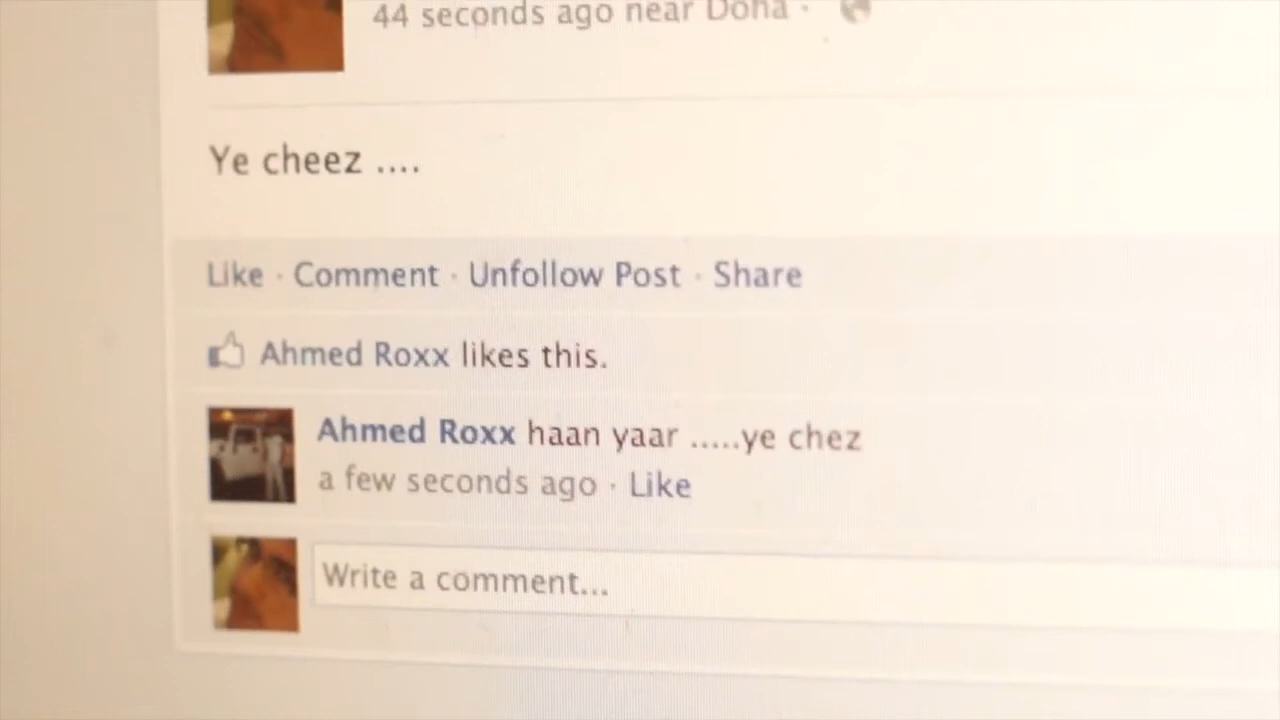 44 seconds ago near Doha ·
Ye cheez ....
Like · Comment · Unfollow Post · Share
Ahmed Roxx likes this.
Ahmed Roxx haan yaar .....ye chez
a few seconds ago · Like
Write a comment...